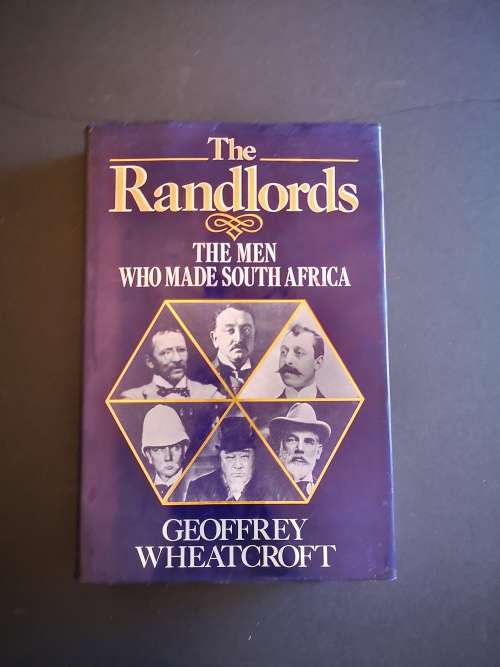 The
Randlords
THE MEN
WHO MADE SOUTH AFRICA
GEOFFREY
WHEATCROFT